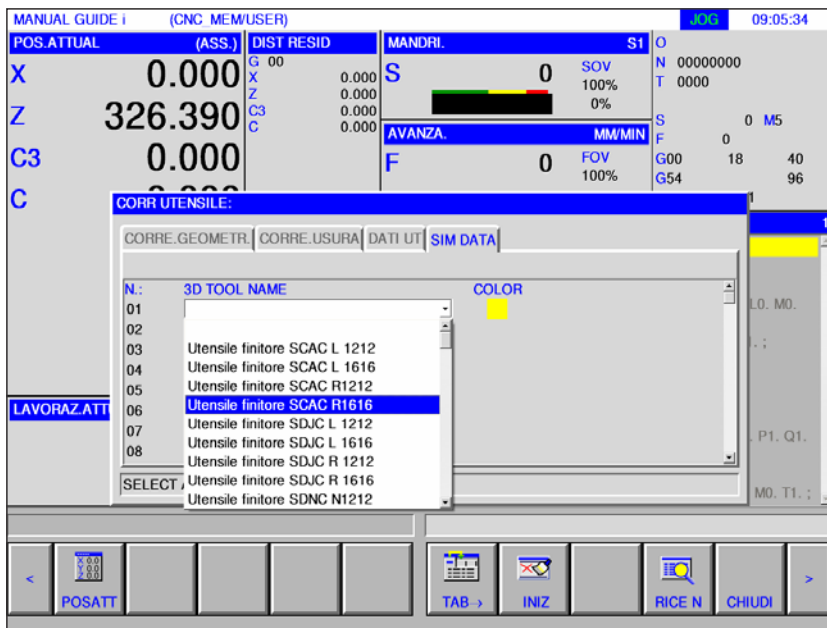 MANUAL GUIDE i (CNC_MEM/USER) JOG 09:05:34
POS.ATTUAL (ASS.) DIST RESID MANDRI. S1 O
X 0.000 G 00 S 0 SOV N 00000000
X 0.000 100% T 0000
Z 326.390 Z 0.000 0%
C3 0.000 S 0 M5
C 0.000 AVANZA. MM/MIN F 0
C3 0.000 F 0 FOV G00 18 40
100% G54 96
C
CORR UTENSILE:
CORRE.GEOMETR. CORRE.USURA DATI UT SIM DATA
N.: 3D TOOL NAME COLOR
01 L0. M0.
02
03 Utensile finitore SCAC L 1212
04 Utensile finitore SCAC L 1616
05 Utensile finitore SCAC R1212
LAVORAZ.ATT 06 Utensile finitore SCAC R1616
07 Utensile finitore SDJC L 1212 . P1. Q1.
08 Utensile finitore SDJC L 1616
Utensile finitore SDJC R 1212
Utensile finitore SDJC R 1616
SELECT Utensile finitore SDNC N1212 M0. T1. ;
< POSATT TAB→ INIZ RICE N CHIUDI >